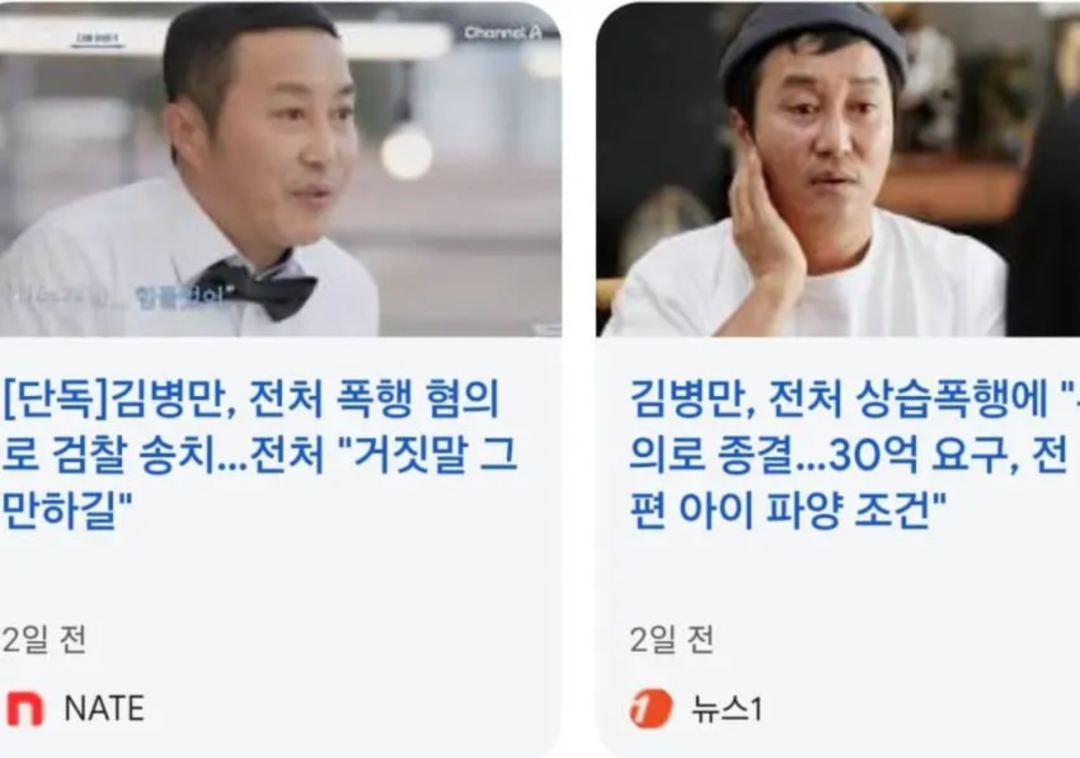 Channel A
힘들었어"
[단독]김병만, 전처 폭행 혐의
로 검찰 송치...전처 "거짓말 그
만하길"
2일 전
NATE
김병만, 전처 상습폭행에 "
의로 종결...30억 요구, 전
편 아이 파양 조건"
2일 전
뉴스1